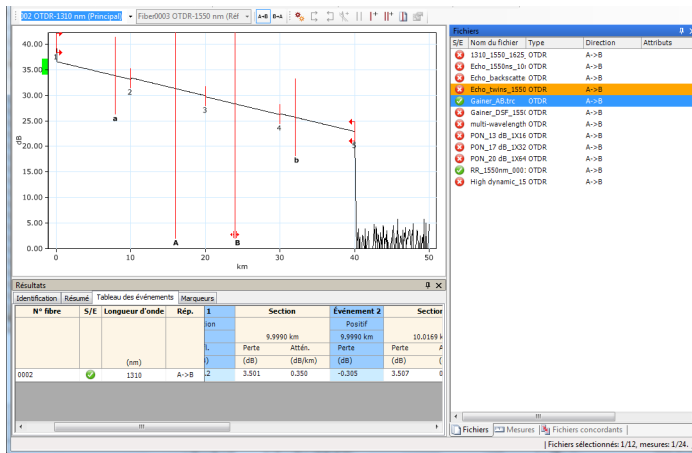 002 OTDR-1310 nm (Principal) Fiber0003 OTDR-1550 nm (Réf A→B B→A
40.00
35.00
30.00
25.00
20.00
15.00
10.00
5.00
0.00
dB
2
3
4
a
b
A
B
0 10 20 30 40 50
km
Fichiers
S/E Nom du fichier Type Direction Attributs
1310_1550_1625_ OTDR A->B
Echo_1550ns_10( OTDR A->B
Echo_backscatte OTDR A->B
Echo_twins_1550 OTDR A->B
Gainer_AB.trc OTDR A->B
Gainer_DSF_155( OTDR A->B
multi-wavelength OTDR A->B
PON_13 dB_1X16 OTDR A->B
PON_17 dB_1X32 OTDR A->B
PON_20 dB_1X64 OTDR A->B
RR_1550nm_000: OTDR A->B
High dynamic_15 OTDR A->B
Résultats
Identification Résumé Tableau des événements Marqueurs
N° fibre S/E Longueur d'onde Rép. 1 Section Événement 2 Section
ion Positif
9.9990 km 9.9990 km 10.0169 k
Perte Attén. Perte Perte
(nm) (dB) (dB/km) (dB) (dB)
0002 1310 A->B .2 3.501 0.350 -0.305 3.507
Fichiers Mesures Fichiers concordants
Fichiers sélectionnés: 1/12, mesures: 1/24.